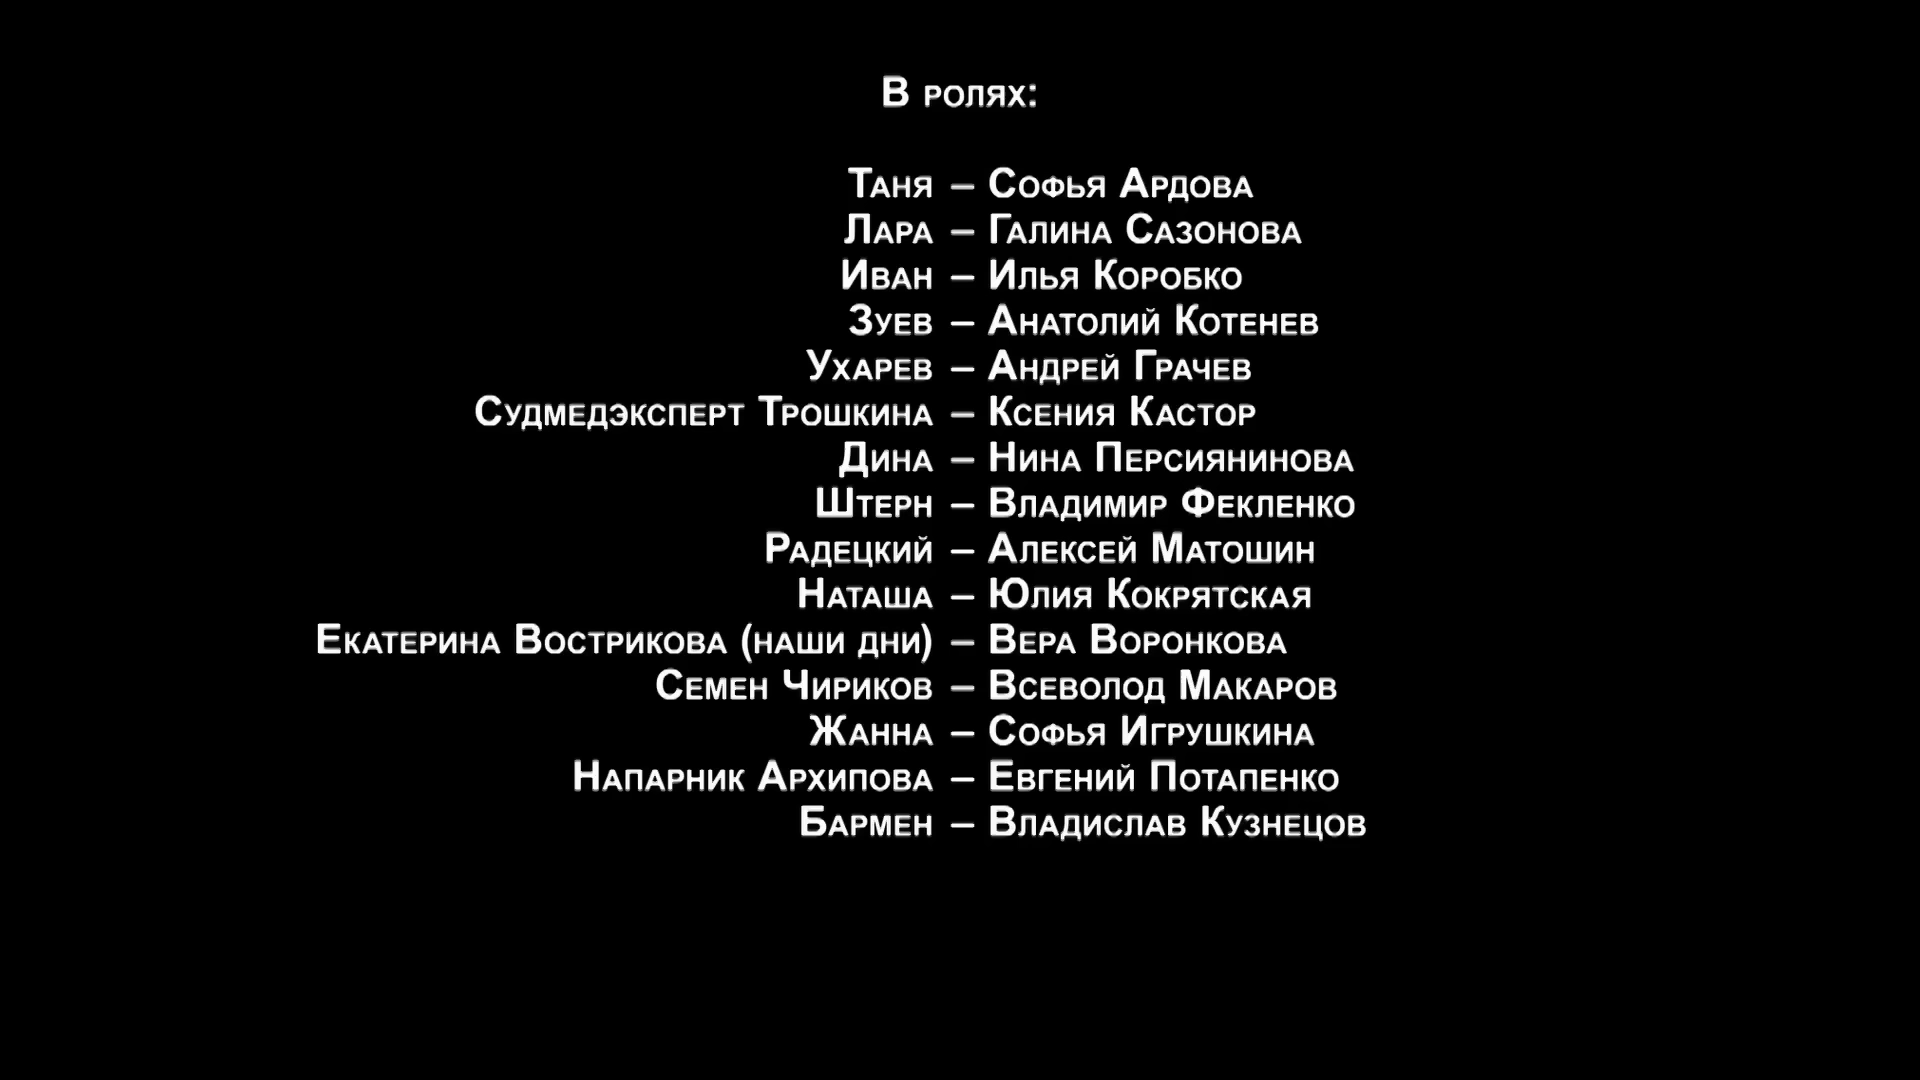 В ролях:
Таня – Софья Ардова
Лара – Галина Сазонова
Иван – Илья Коробко
Зуев – Анатолий Котенев
Ухарев – Андрей Грачев
Судмедэксперт Трошкина – Ксения Кастор
Дина – Нина Персиянинова
Штерн – Владимир Фекленко
Радецкий – Алексей Матошин
Наташа – Юлия Кокрятская
Екатерина Вострикова (наши дни) – Вера Воронкова
Семен Чириков – Всеволод Макаров
Жанна – Софья Игрушкина
Напарник Архипова – Евгений Потапенко
Бармен – Владислав Кузнецов